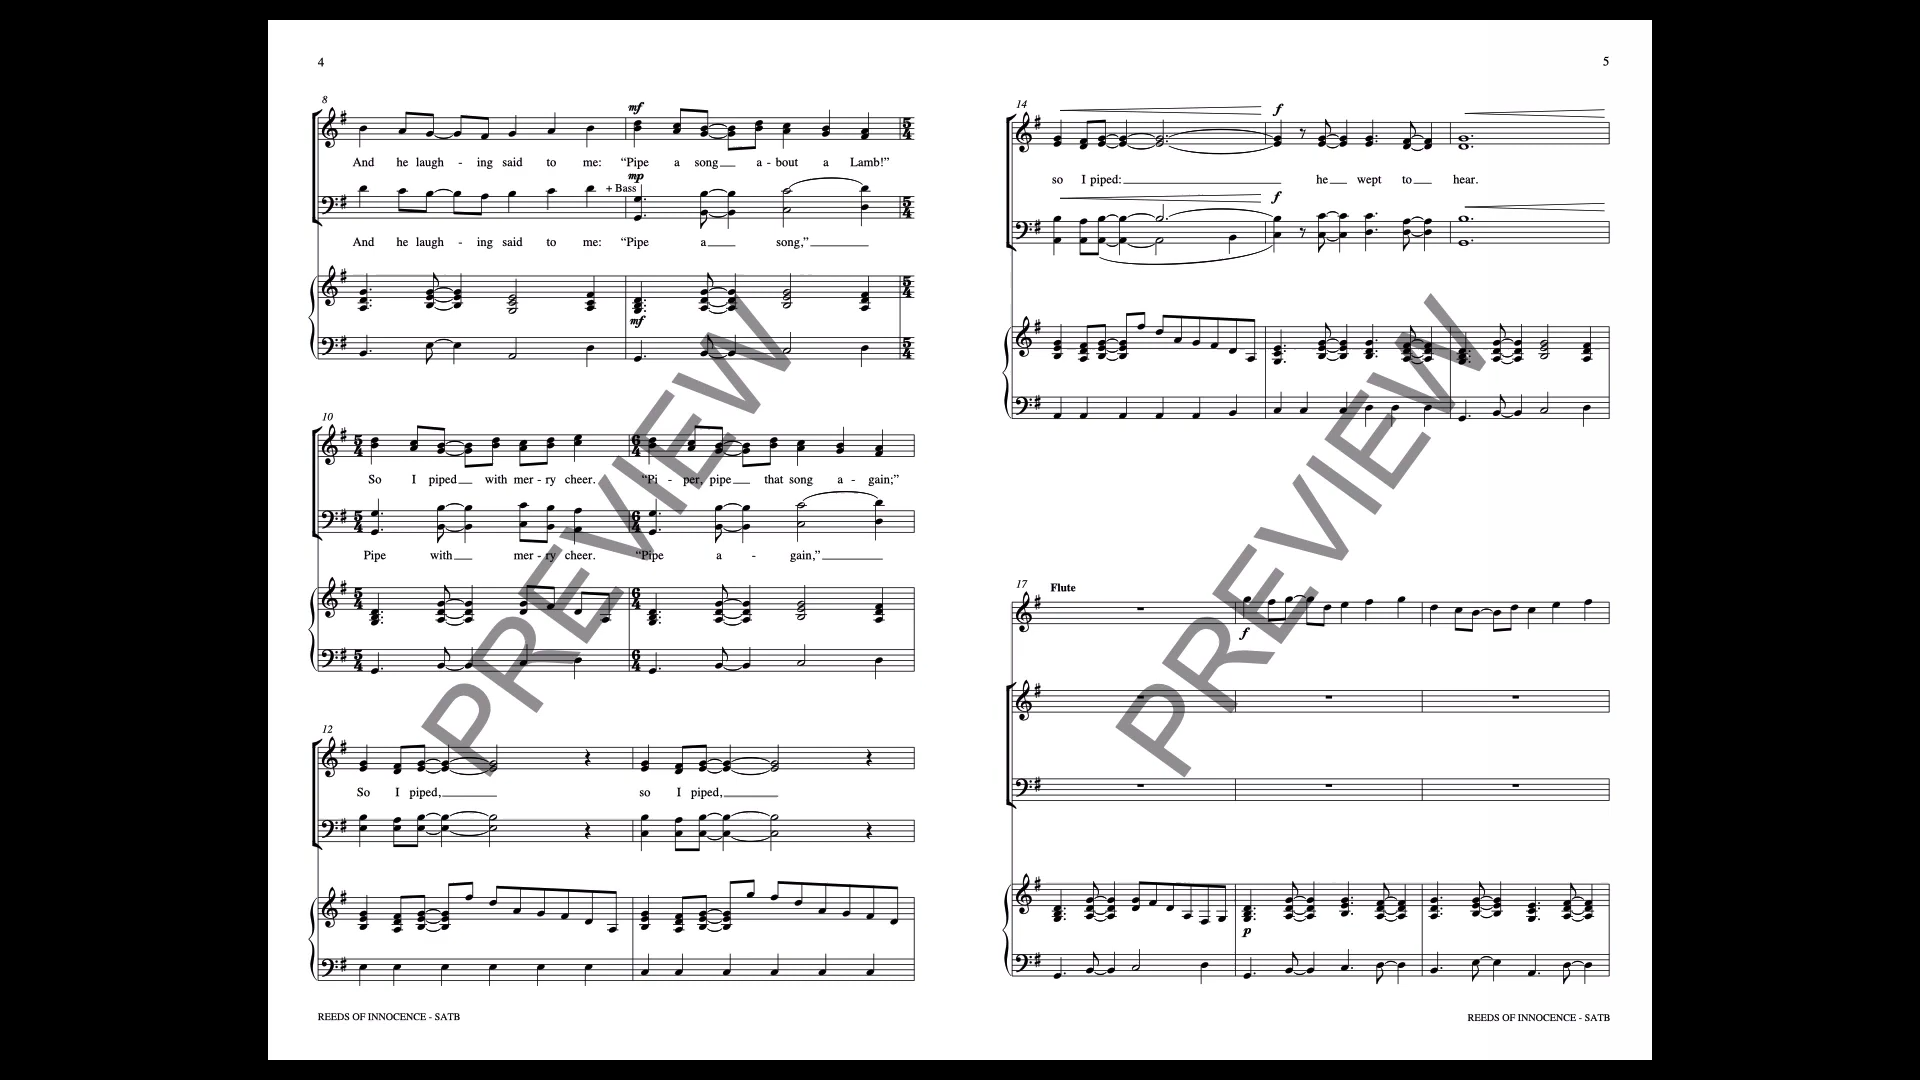 4
8
mf
And he laugh - ing said to me: “Pipe a song a - bout a Lamb!”
mp
+ Bass
And he laugh - ing said to me: “Pipe a song,”
mf
10
So I piped with mer - ry cheer. “Pi - per, pipe that song a - gain;”
Pipe with mer - ry cheer. “Pipe a - gain,”
12
So I piped, so I piped,
REEDS OF INNOCENCE - SATB
5
14
f
so I piped: he wept to hear.
f
17
Flute
f
p
REEDS OF INNOCENCE - SATB
PREVIEW
PREVIEW